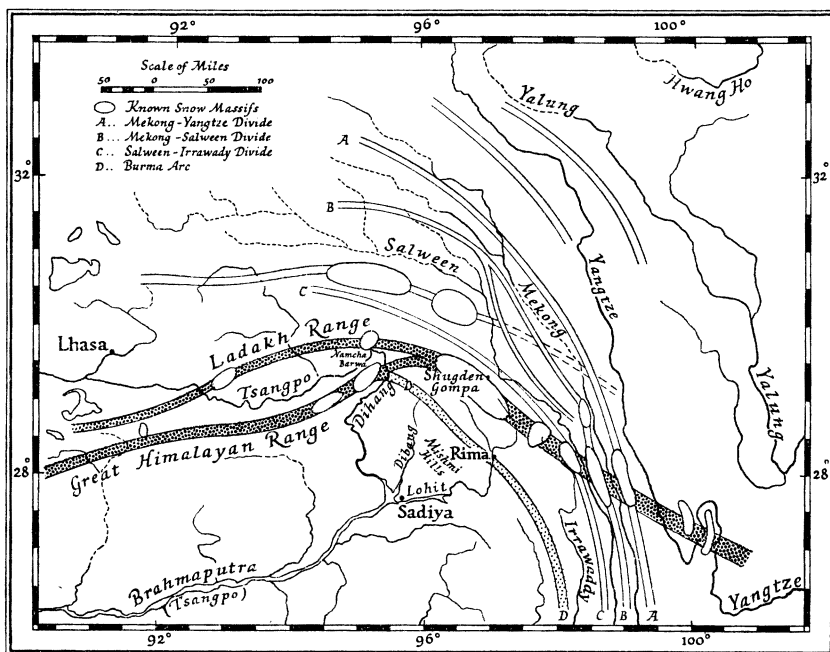 92°
96°
100°
Scale of Miles
50 0 50 100
Known Snow Massifs
A.. Mekong-Yangtze Divide
B... Mekong-Salween Divide
C.. Salween-Irrawady Divide
D.. Burma Arc
Hwang Ho
Yalung
A
32°
32°
B
Salween
C
Mekong
Yangtze
Lhasa
Ladakh Range
Namcha Barwa
Tsangpo
Shugden Gompa
Dihang
D
Yalung
Great Himalayan Range
28°
28°
Dibang
Mishmi Hills
Rima
Lohit
Sadiya
Irrawaddy
Brahmaputra
(Tsangpo)
Yangtze
D C B A
92°
96°
100°